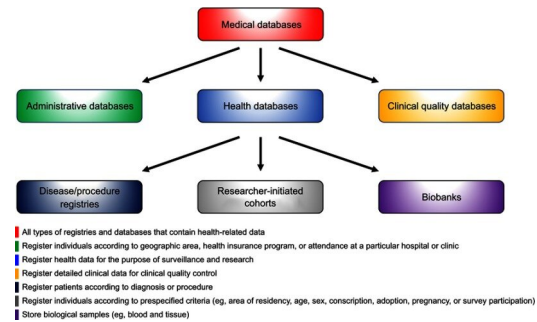 Medical databases
Administrative databases
Health databases
Clinical quality databases
Disease/procedure
registries
Researcher-initiated
cohorts
Biobanks
All types of registries and databases that contain health-related data
Register individuals according to geographic area, health insurance program, or attendance at a particular hospital or clinic
Register health data for the purpose of surveillance and research
Register detailed clinical data for clinical quality control
Register patients according to diagnosis or procedure
Register individuals according to prespecified criteria (eg, area of residency, age, sex, conscription, adoption, pregnancy, or survey participation)
Store biological samples (eg, blood and tissue)